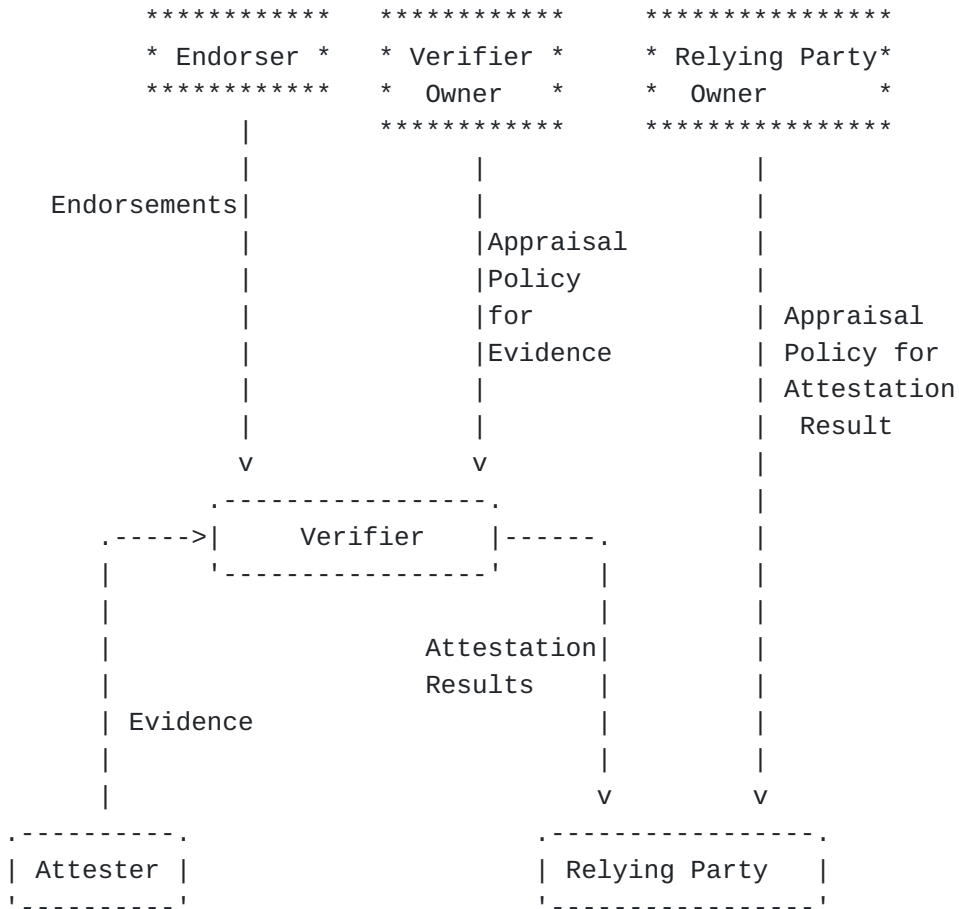 ************   ************     ****************
* Endorser *   * Verifier *     * Relying Party*
************   *  Owner   *     *  Owner       *
      |        ************     ****************
      |              |                 |
Endorsements|              |                 |
      |              |Appraisal        |
      |              |Policy           |
      |              |for              | Appraisal
      |              |Evidence         | Policy for
      |              |                 | Attestation
      |              |                 |  Result
      v              v                 |
    .-----------------.                |
.----->|     Verifier    |------.         |
|      '-----------------'      |         |
|                               |         |
|                    Attestation|         |
|                    Results    |         |
| Evidence                      |         |
|                               |         |
|                               v         v
.----------.                      .-----------------.
| Attester |                      | Relying Party   |
'----------'                      '-----------------'